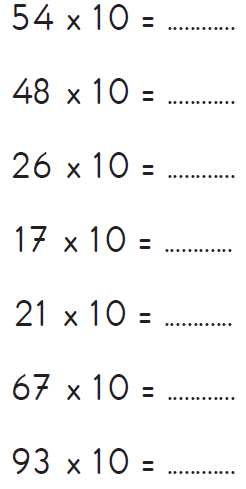 54 x 10 = ............
48 x 10 = ............
26 x 10 = ............
17 x 10 = ............
21 x 10 = ............
67 x 10 = ............
93 x 10 = ............